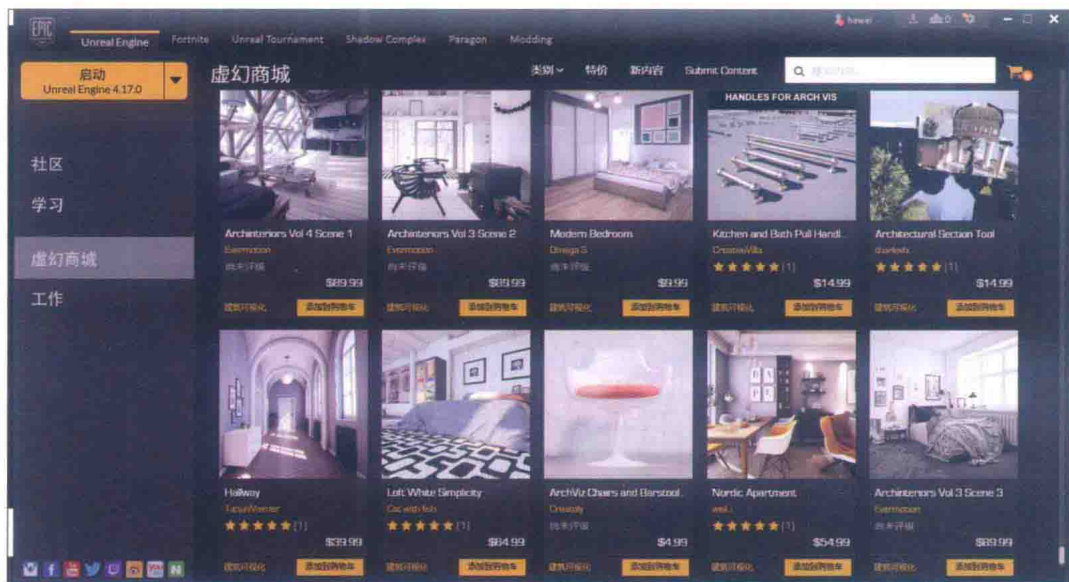 EPIC
Unreal Engine
Fortnite
Unreal Tournament
Shadow Complex
Paragon
Modding
hewei
启动
Unreal Engine 4.17.0
虚幻商城
类别
特价
新内容
Submit Content
社区
学习
虚幻商城
工作
HANDLES FOR ARCH VIS
Archinteriors Vol 4 Scene 1
Evermotion
尚未评级
$89.99
建筑可视化
添加到购物车
Archinteriors Vol 3 Scene 2
Evermotion
尚未评级
$89.99
建筑可视化
添加到购物车
Modern Bedroom
尚未评级
$9.99
建筑可视化
添加到购物车
Kitchen and Bath Pull Handl...
CreativeVilla
(1)
$14.99
建筑可视化
添加到购物车
Architectural Section Tool
(1)
$14.99
建筑可视化
添加到购物车
Hallway
(1)
$39.99
建筑可视化
添加到购物车
Loft White Simplicity
Cat with fish
(1)
$64.99
建筑可视化
添加到购物车
ArchViz Chairs and Barstool...
尚未评级
$4.99
建筑可视化
添加到购物车
Nordic Apartment
(1)
$54.99
建筑可视化
添加到购物车
Archinteriors Vol 3 Scene 3
Evermotion
尚未评级
$89.99
建筑可视化
添加到购物车